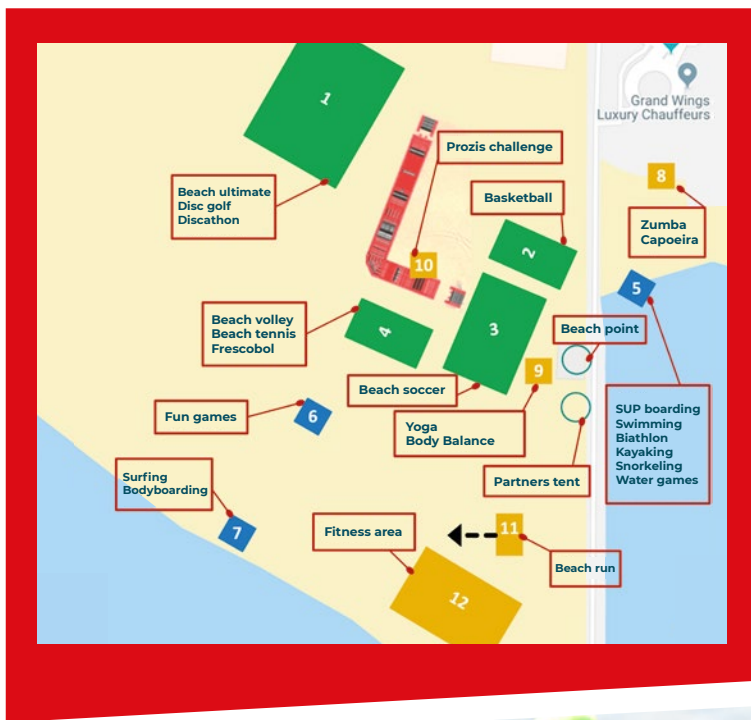 Grand Wings
Luxury Chauffeurs
1
Prozis challenge
8
Beach ultimate
Disc golf
Discathon
Basketball
Zumba
Capoeira
2
10
5
Beach volley
Beach tennis
Frescobol
4
3
Beach point
9
Beach soccer
Fun games
6
Yoga
Body Balance
SUP boarding
Swimming
Biathlon
Kayaking
Snorkeling
Water games
Surfing
Bodyboarding
Partners tent
7
Fitness area
11
Beach run
12